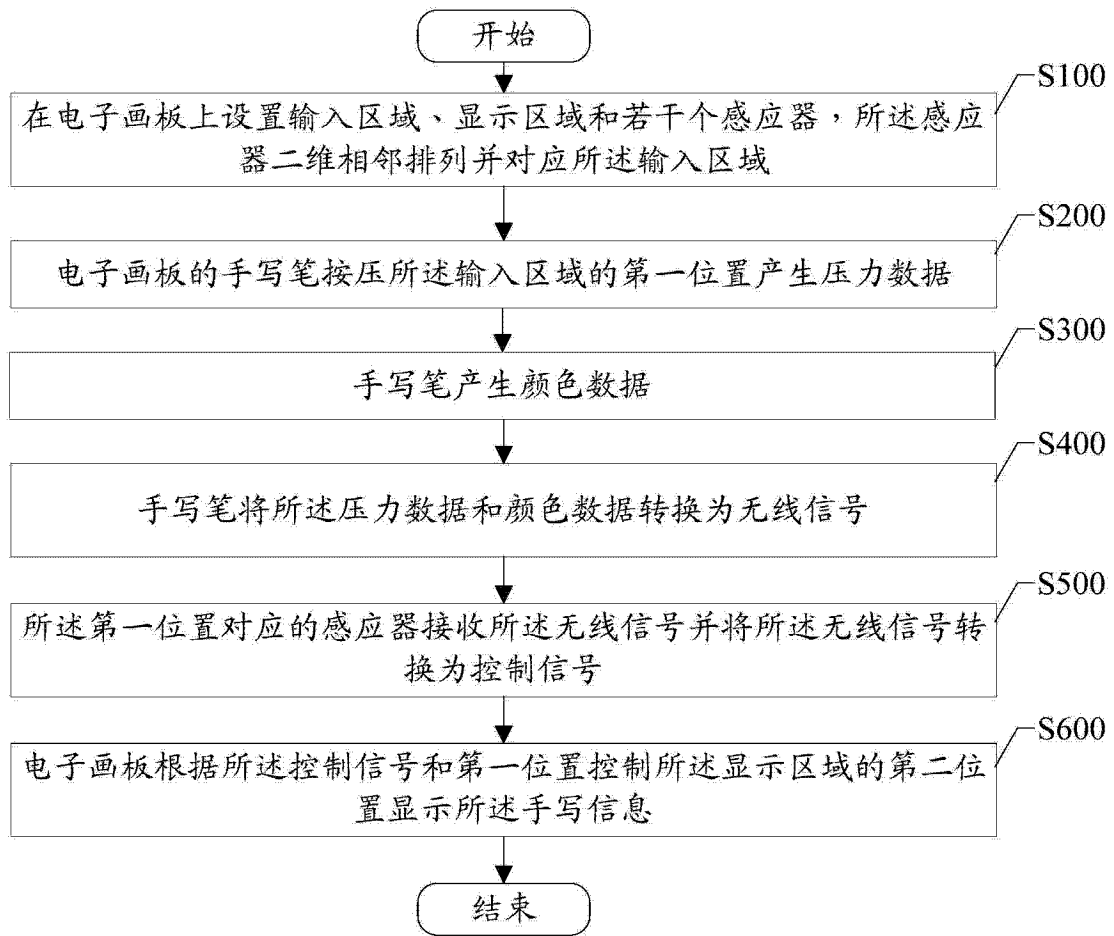 开始
S100
在电子画板上设置输入区域、显示区域和若干个感应器，所述感应
器二维相邻排列并对应所述输入区域
S200
电子画板的手写笔按压所述输入区域的第一位置产生压力数据
S300
手写笔产生颜色数据
S400
手写笔将所述压力数据和颜色数据转换为无线信号
S500
所述第一位置对应的感应器接收所述无线信号并将所述无线信号转
换为控制信号
S600
电子画板根据所述控制信号和第一位置控制所述显示区域的第二位
置显示所述手写信息
结束